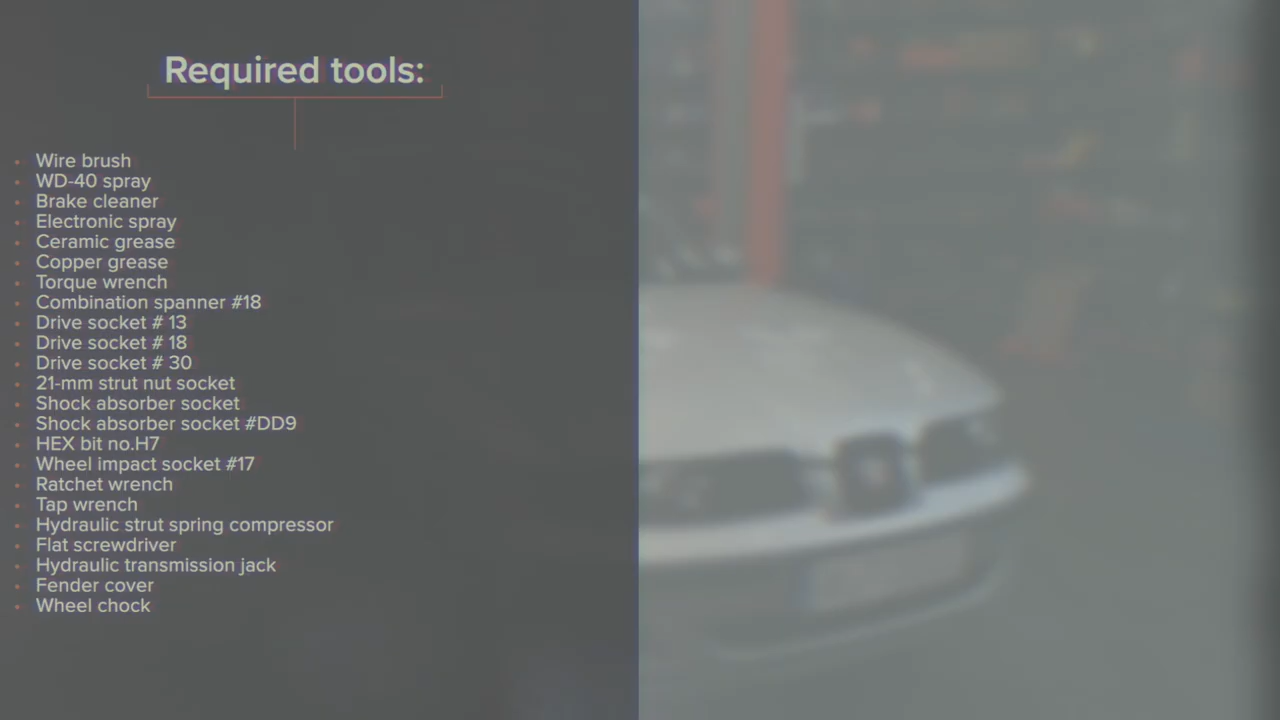 Required tools:
Wire brush
WD-40 spray
Brake cleaner
Electronic spray
Ceramic grease
Copper grease
Torque wrench
Combination spanner #18
Drive socket # 13
Drive socket # 18
Drive socket # 30
21-mm strut nut socket
Shock absorber socket
Shock absorber socket #DD9
HEX bit no.H7
Wheel impact socket #17
Ratchet wrench
Tap wrench
Hydraulic strut spring compressor
Flat screwdriver
Hydraulic transmission jack
Fender cover
Wheel chock